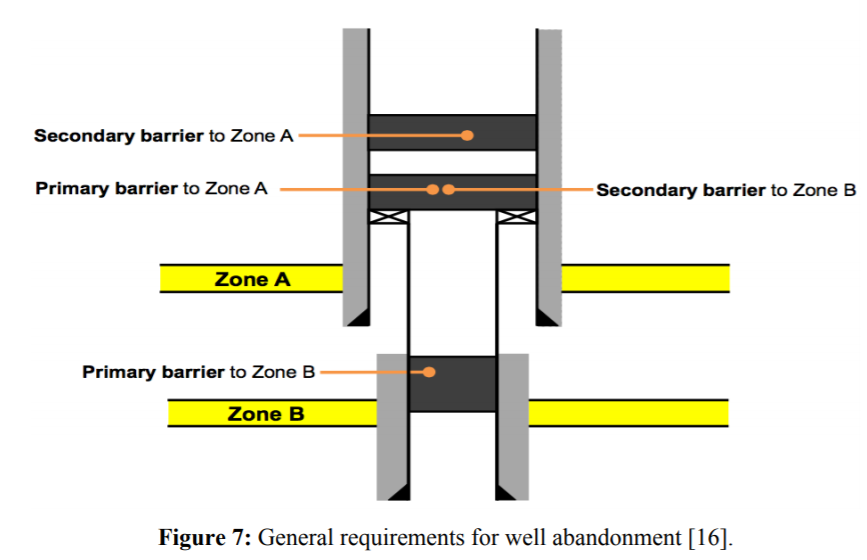 Secondary barrier to Zone A
Primary barrier to Zone A
Secondary barrier to Zone B
Zone A
Primary barrier to Zone B
Zone B
Figure 7: General requirements for well abandonment [16].